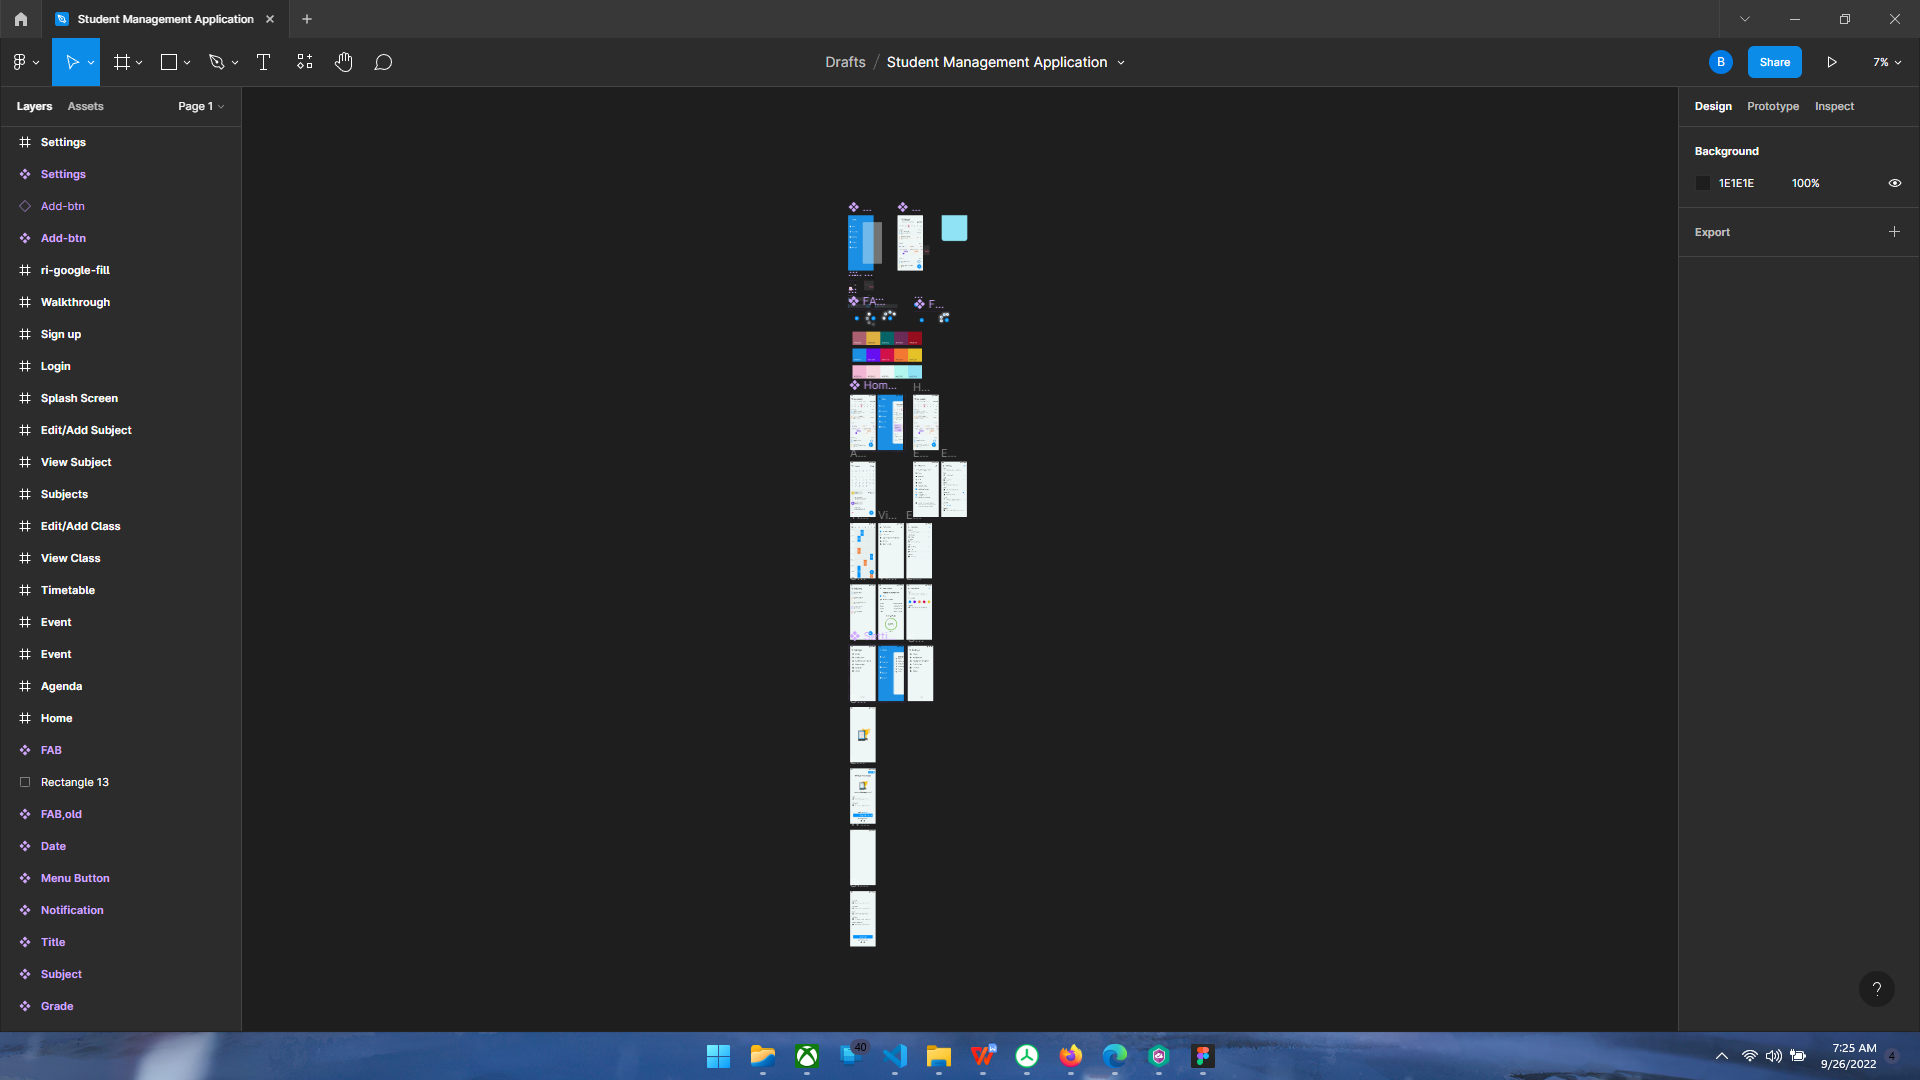 Student Management Application
Drafts / Student Management Application
B
Share
7%
Layers
Assets
Page 1
Design
Prototype
Inspect
Settings
Settings
Add-btn
Add-btn
ri-google-fill
Walkthrough
Sign up
Login
Splash Screen
Edit/Add Subject
View Subject
Subjects
Edit/Add Class
View Class
Timetable
Event
Event
Agenda
Home
FAB
Rectangle 13
FAB,old
Date
Menu Button
Notification
Title
Subject
Grade
Background
1E1E1E
100%
Export
FA...
F...
Hom...
H...
A...
E...
E...
Vi...
E...
?
40
7:25 AM
9/26/2022
4